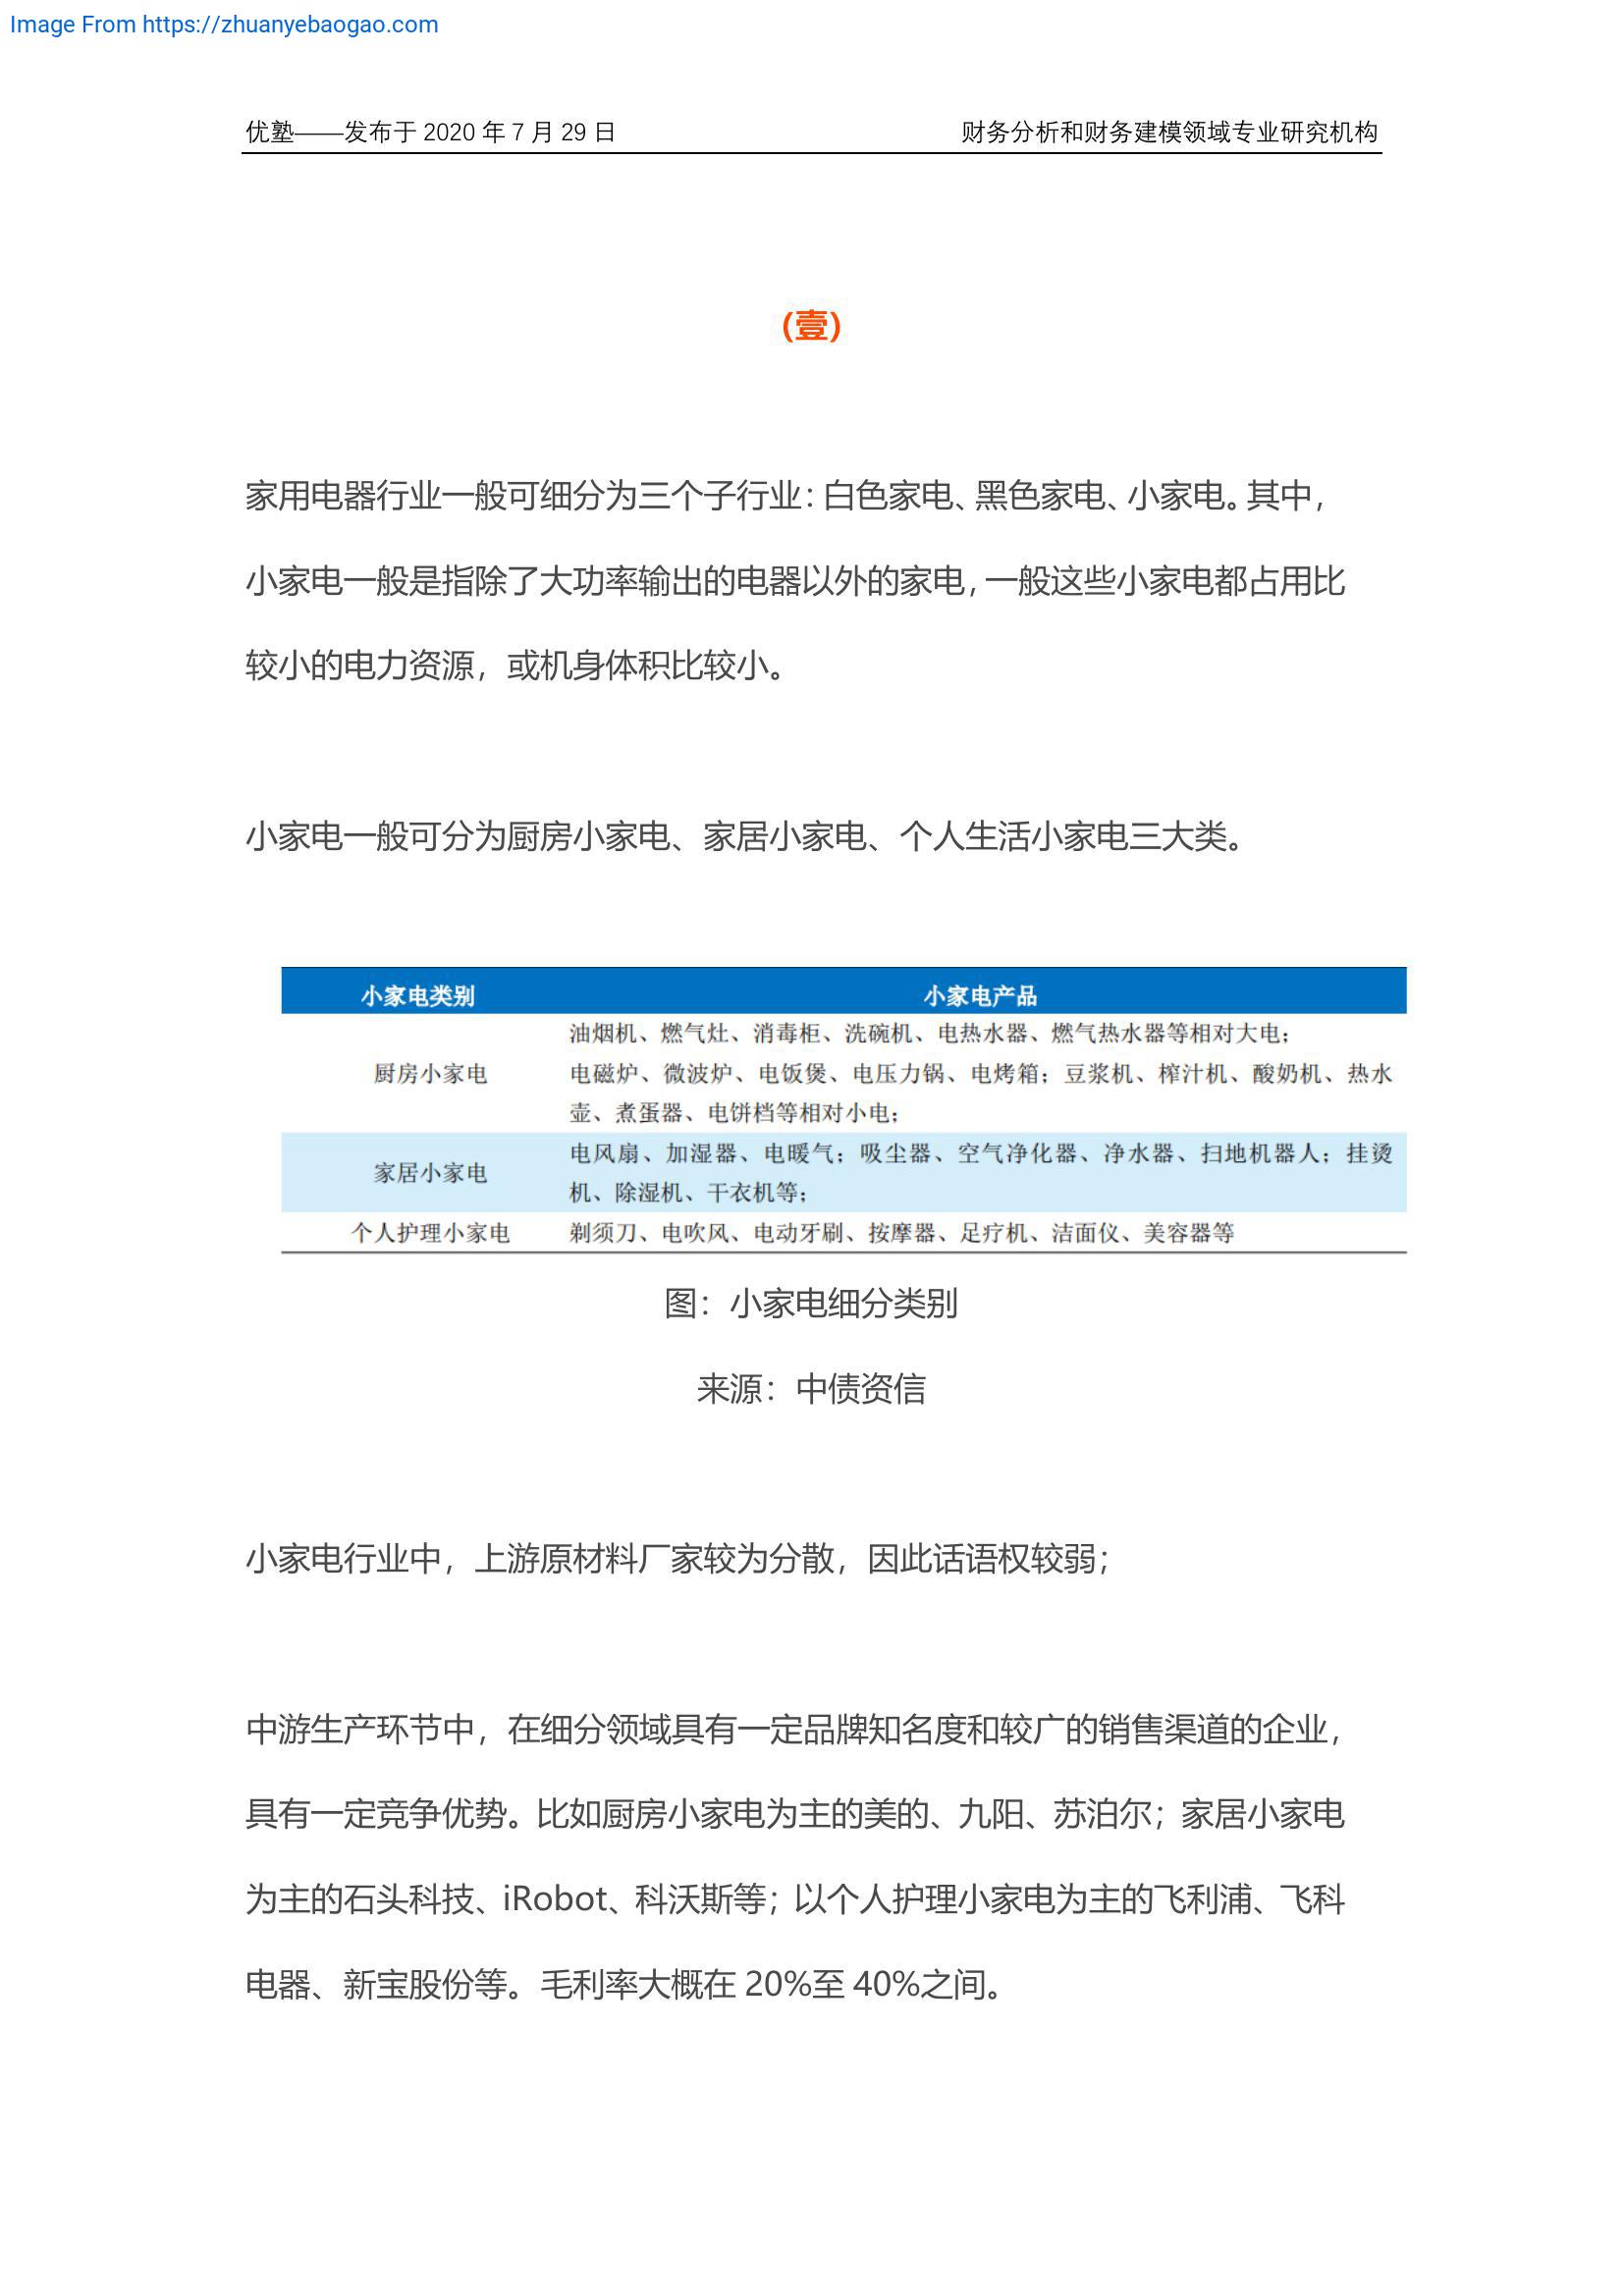 Image From https://zhuanyebaogao.com
优塾——发布于 2020 年 7 月 29 日 财务分析和财务建模领域专业研究机构
(壹)
家用电器行业一般可细分为三个子行业：白色家电、黑色家电、小家电。其中，
小家电一般是指除了大功率输出的电器以外的家电，一般这些小家电都占用比
较小的电力资源，或机身体积比较小。
小家电一般可分为厨房小家电、家居小家电、个人生活小家电三大类。
小家电类别 小家电产品
油烟机、燃气灶、消毒柜、洗碗机、电热水器、燃气热水器等相对大电；
厨房小家电 电磁炉、微波炉、电饭煲、电压力锅、电烤箱；豆浆机、榨汁机、酸奶机、热水
壶、煮蛋器、电饼档等相对小电；
家居小家电 电风扇、加湿器、电暖气；吸尘器、空气净化器、净水器、扫地机器人；挂烫
机、除湿机、干衣机等；
个人护理小家电 剃须刀、电吹风、电动牙刷、按摩器、足疗机、洁面仪、美容器等
图：小家电细分类别
来源：中债资信
小家电行业中，上游原材料厂家较为分散，因此话语权较弱；
中游生产环节中，在细分领域具有一定品牌知名度和较广的销售渠道的企业，
具有一定竞争优势。比如厨房小家电为主的美的、九阳、苏泊尔；家居小家电
为主的石头科技、iRobot、科沃斯等；以个人护理小家电为主的飞利浦、飞科
电器、新宝股份等。毛利率大概在 20%至 40%之间。